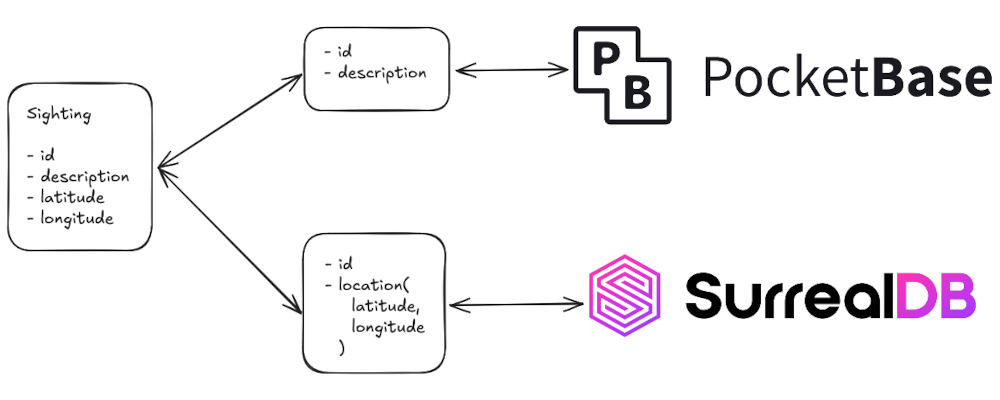 Sighting
- id
- description
- latitude
- longitude
- id
- description
P
B
PocketBase
- id
- location(
latitude,
longitude
)
SurrealDB